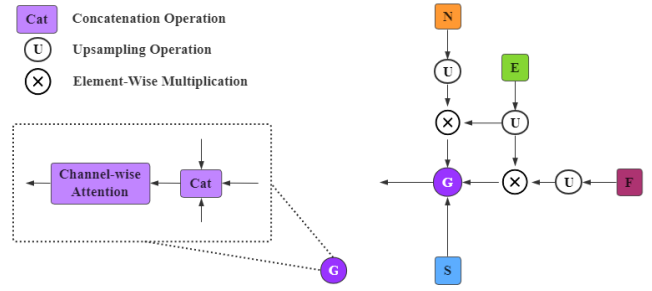 Cat Concatenation Operation
U Upsampling Operation
Element-Wise Multiplication
Channel-wise
Attention
Cat
G
N
U
E
U
G
U
F
S